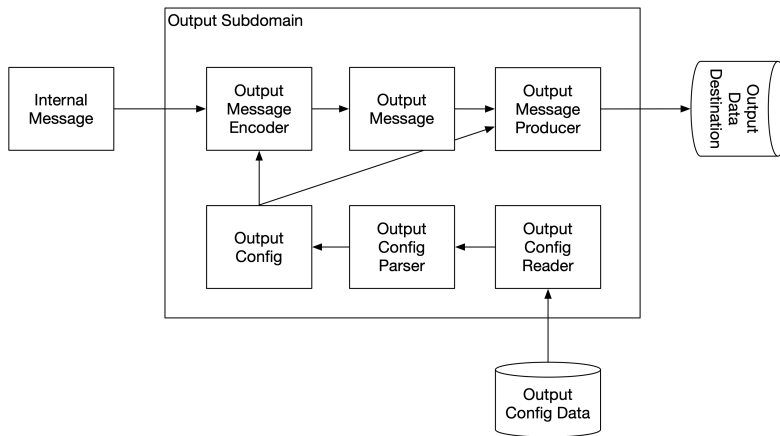 Output Subdomain
Internal
Message
Output
Message
Encoder
Output
Message
Output
Message
Producer
Output
Data
Destination
Output
Config
Output
Config
Parser
Output
Config
Reader
Output
Config Data